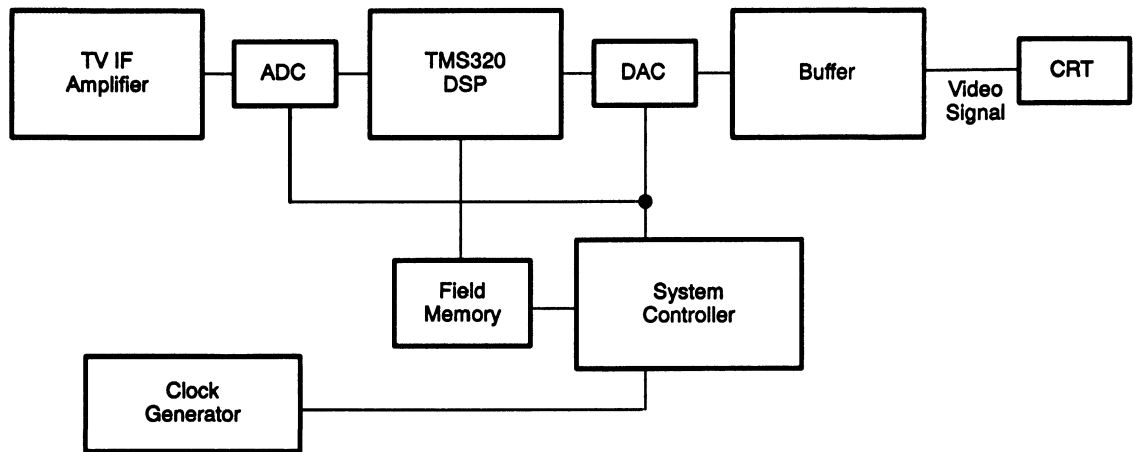 TV IF
Amplifier
ADC
TMS320
DSP
DAC
Buffer
Video
Signal
CRT
Field
Memory
System
Controller
Clock
Generator